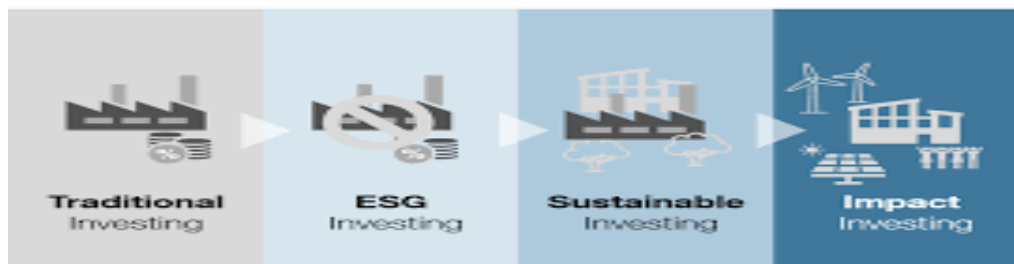 %
%
Traditional
Investing
ESG
Investing
Sustainable
Investing
Impact
Investing